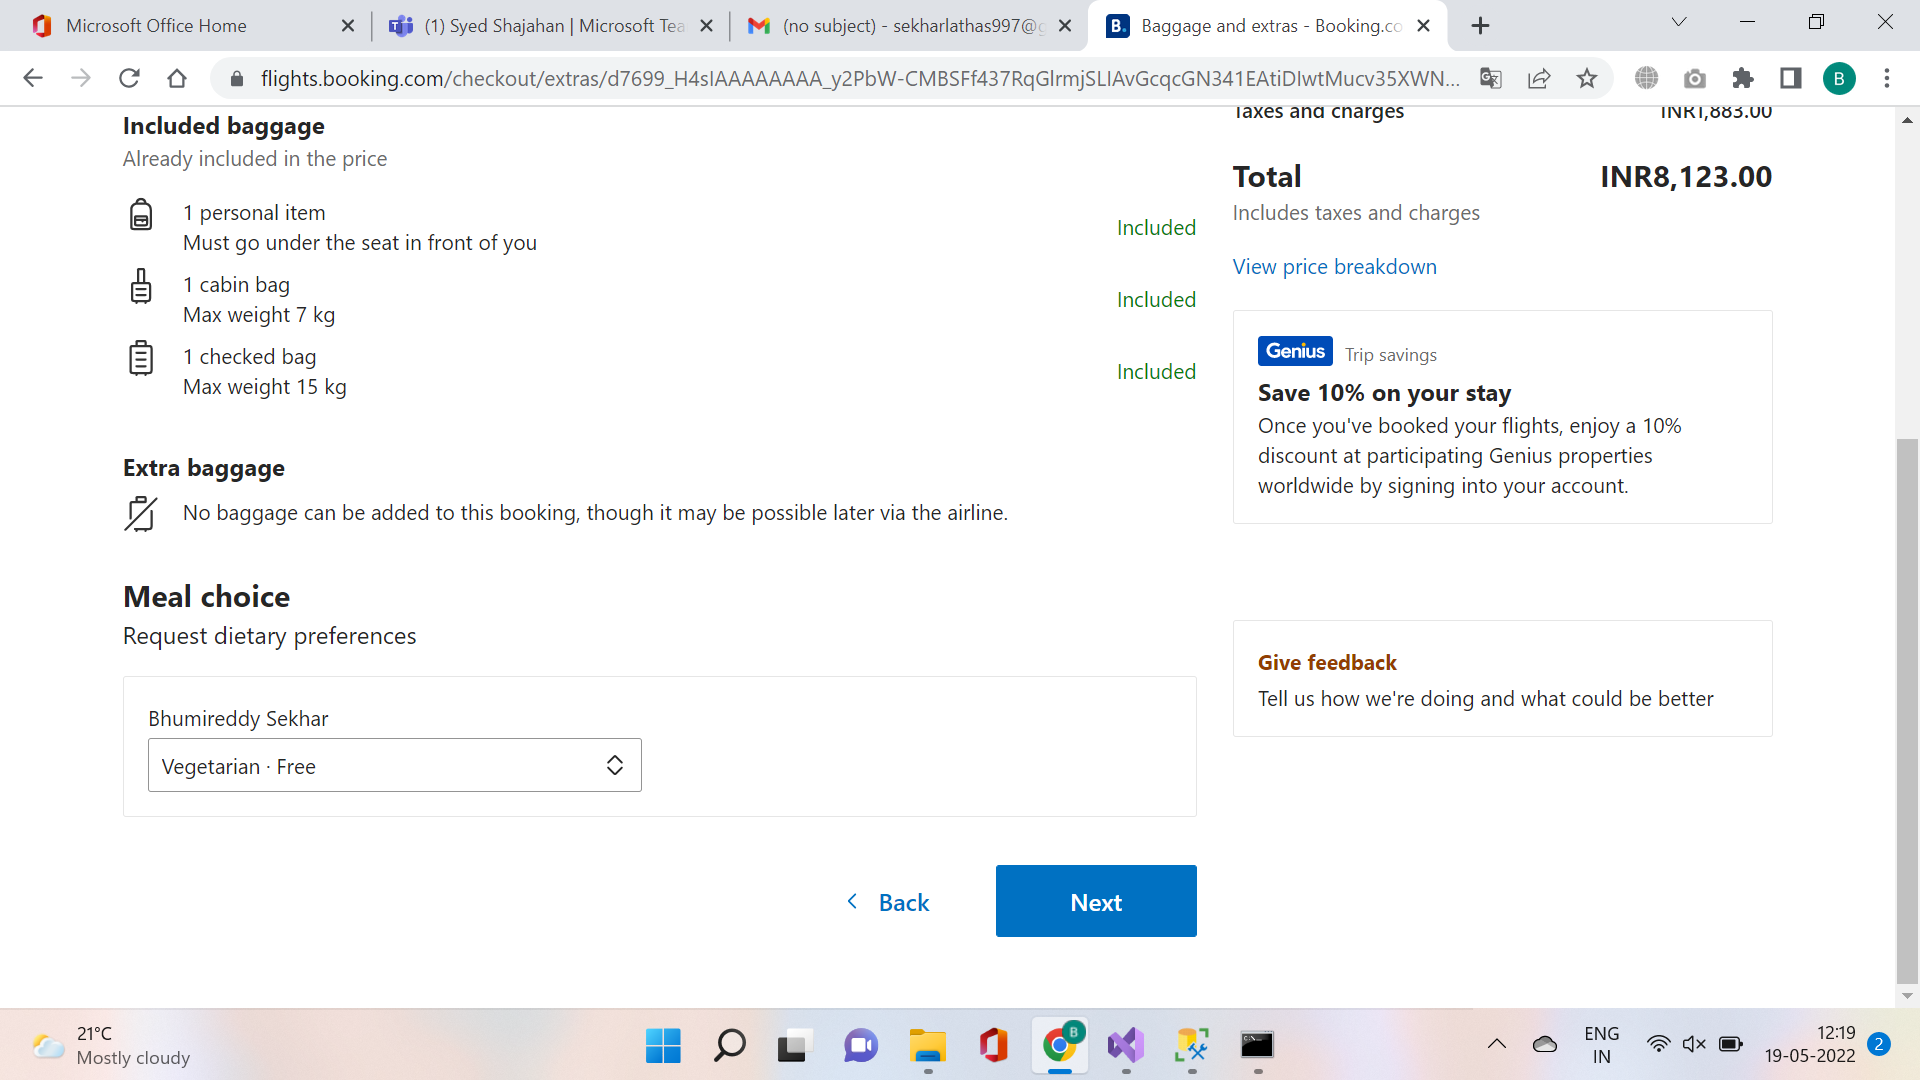 Microsoft Office Home
(1) Syed Shajahan | Microsoft Tea
(no subject) - sekharlathas997@g
Baggage and extras - Booking.co
flights.booking.com/checkout/extras/d7699_H4sIAAAAAAAA_y2PbW-CMBSFf437RqGlrmjSLIAvGcqcGN341EAtiDIwtMucv35XWN...
B
Included baggage
Already included in the price
1 personal item
Must go under the seat in front of you
Included
1 cabin bag
Max weight 7 kg
Included
1 checked bag
Max weight 15 kg
Included
Extra baggage
No baggage can be added to this booking, though it may be possible later via the airline.
Meal choice
Request dietary preferences
Bhumireddy Sekhar
Vegetarian · Free
Back
Next
Taxes and charges
INR1,883.00
Total
INR8,123.00
Includes taxes and charges
View price breakdown
Genius
Trip savings
Save 10% on your stay
Once you've booked your flights, enjoy a 10%
discount at participating Genius properties
worldwide by signing into your account.
Give feedback
Tell us how we're doing and what could be better
21°C
Mostly cloudy
B
ENG
IN
12:19
19-05-2022
2